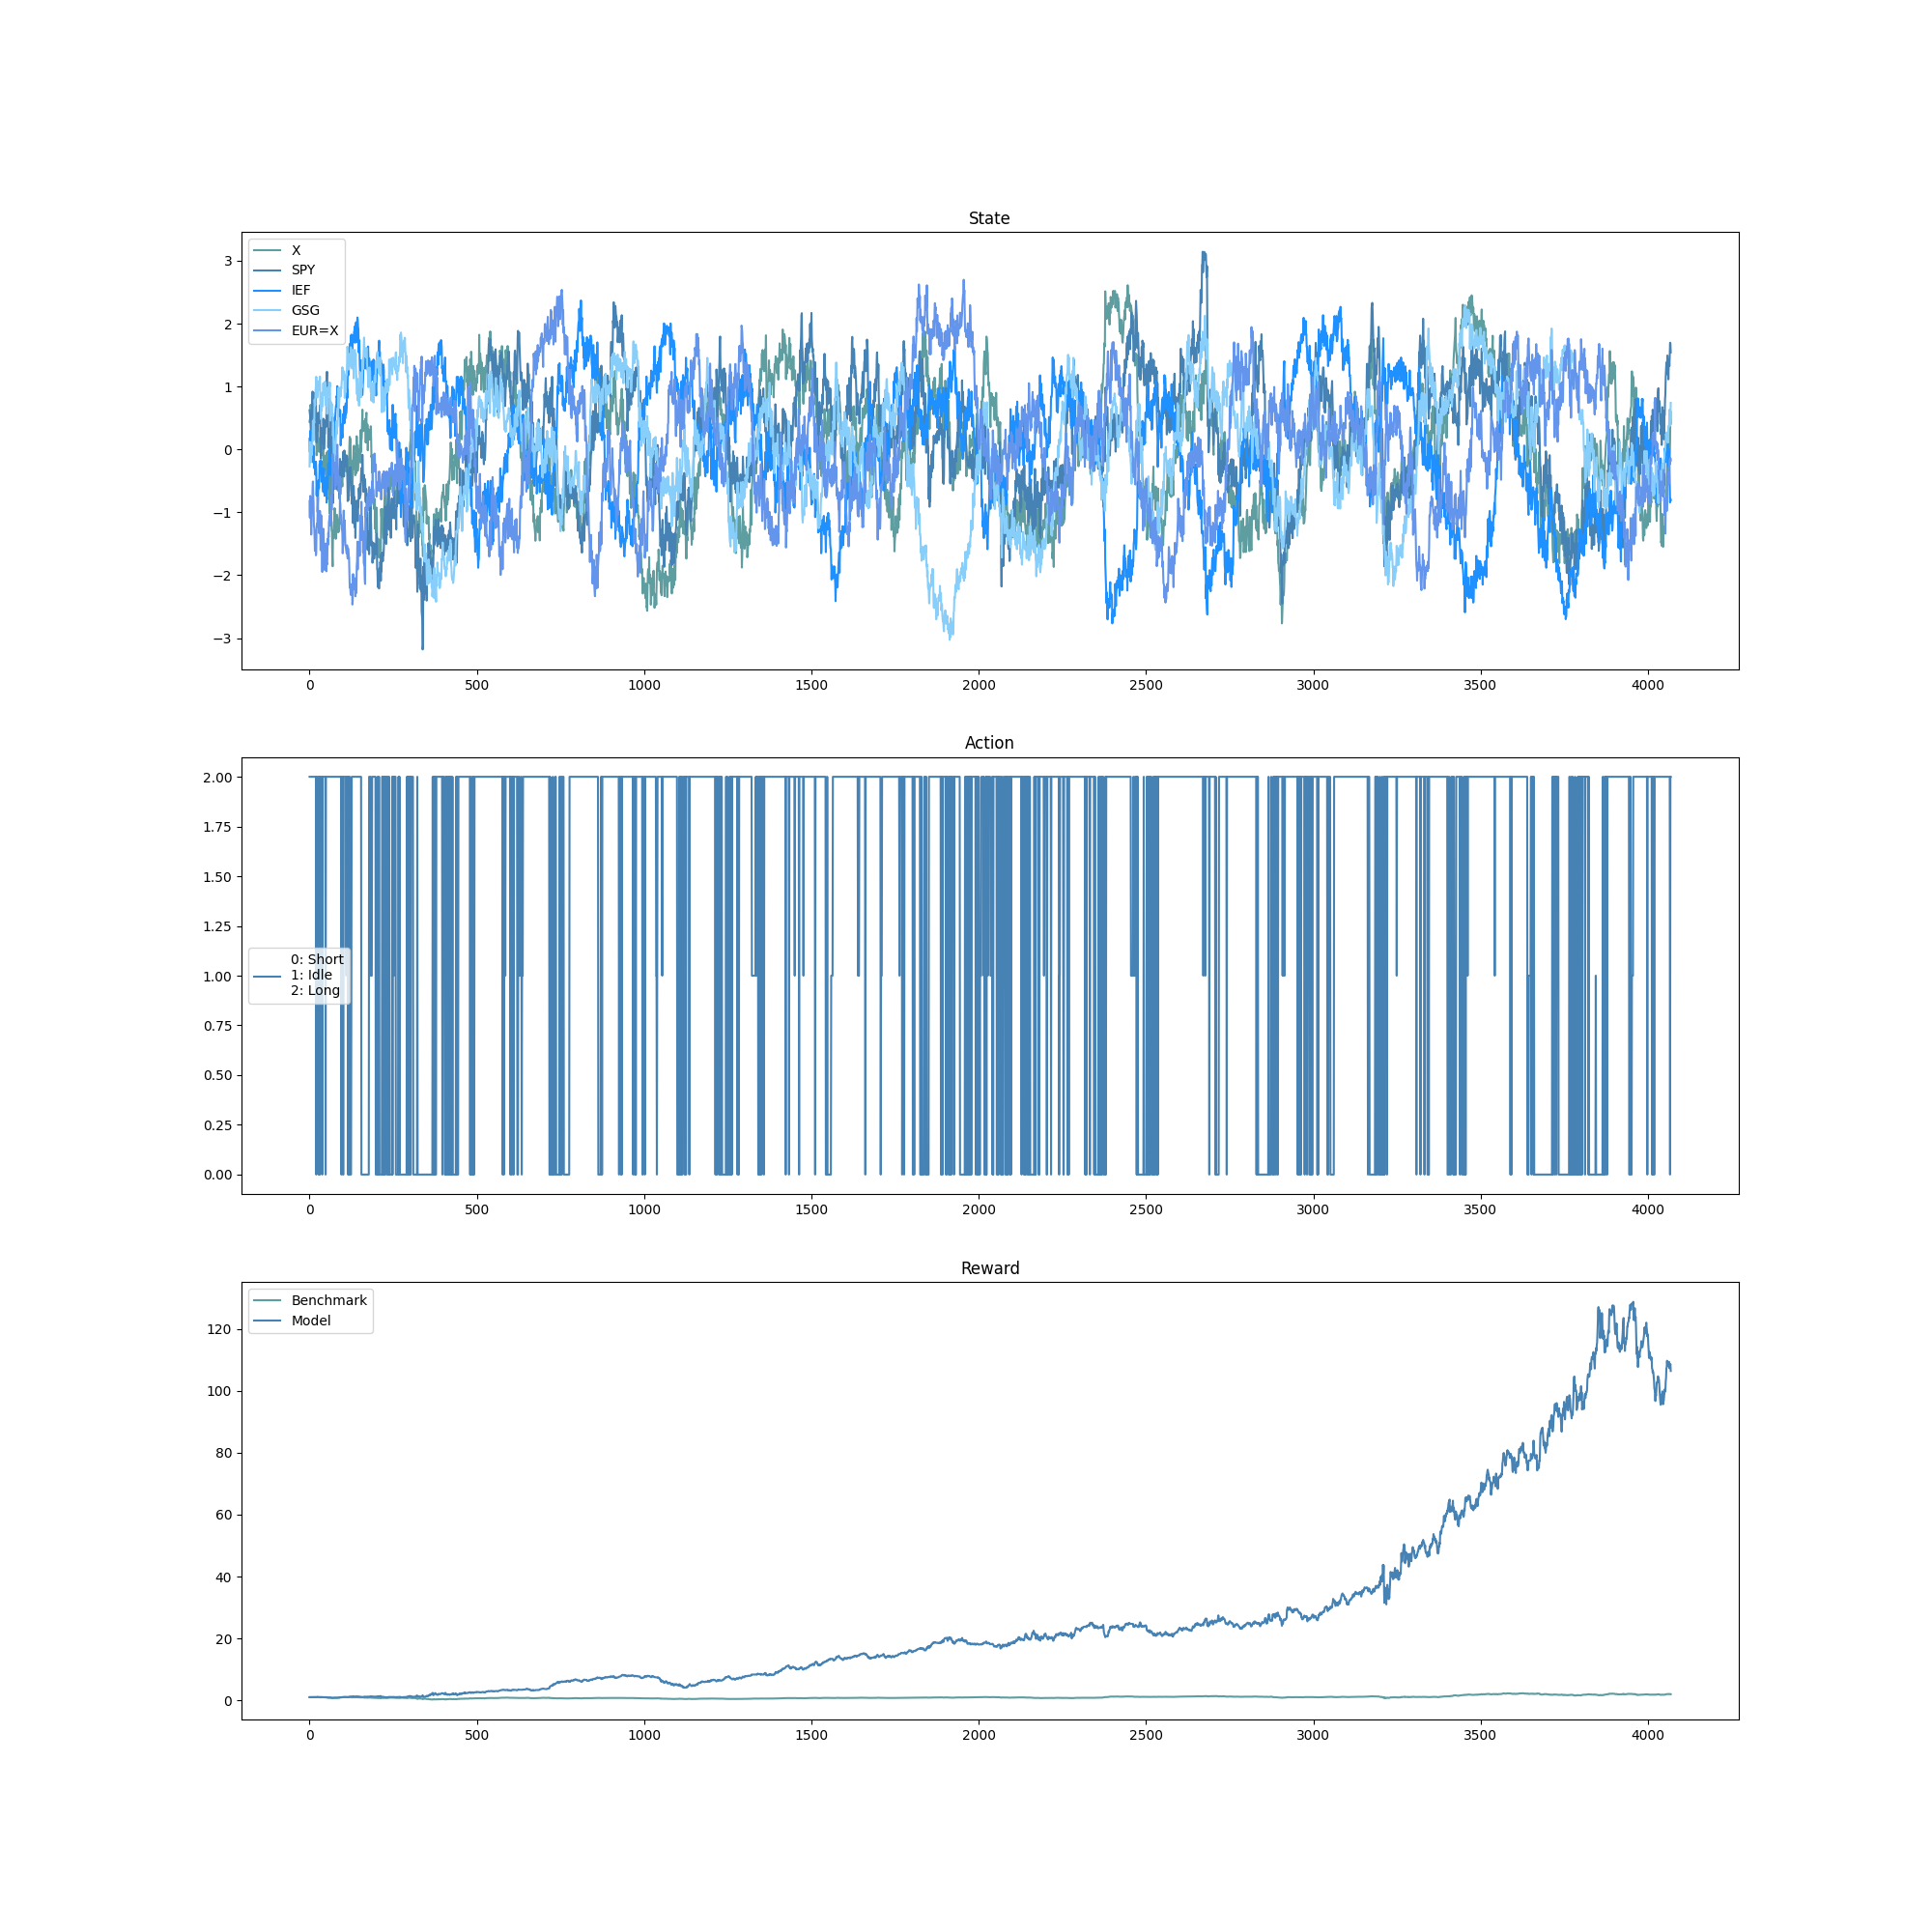 State
X
SPY
IEF
GSG
EUR=X
3
2
1
0
−1
−2
−3
0 500 1000 1500 2000 2500 3000 3500 4000
Action
2.00
1.75
1.50
1.25
1.00
0.75
0.50
0.25
0.00
0: Short
1: Idle
2: Long
0 500 1000 1500 2000 2500 3000 3500 4000
Reward
Benchmark
Model
120
100
80
60
40
20
0
0 500 1000 1500 2000 2500 3000 3500 4000